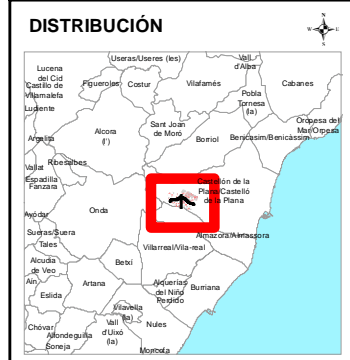 DISTRIBUCIÓN
N
W
E
S
Useras/Useres (les)
Vall
d'Alba
Lucena
del Cid
Castillo de
Villamalefa
Figueroles
Costur
Vilafamés
Cabanes
Pobla
Tornesa
(la)
Ludiente
Alcora
(l')
Sant Joan
de Moró
Oropesa del
Mar/Orpesa
Argelita
Borriol
Benicasim/Benicàssim
Ribesalbes
Vallat
Espadilla
Fanzara
Castellón de la
Plana/Castelló
de la Plana
Onda
Ayódar
Sueras/Suera
Tales
Almazora/Almassora
Villarreal/Vila-real
Alcudia
de Veo
Betxí
Aín
Artana
Alquerías
del Niño
Perdido
Burriana
Eslida
Vilavella
(la)
Chóvar
Vall
d'Uixó
(la)
Nules
Alfondeguilla
Soneja
Moncofa